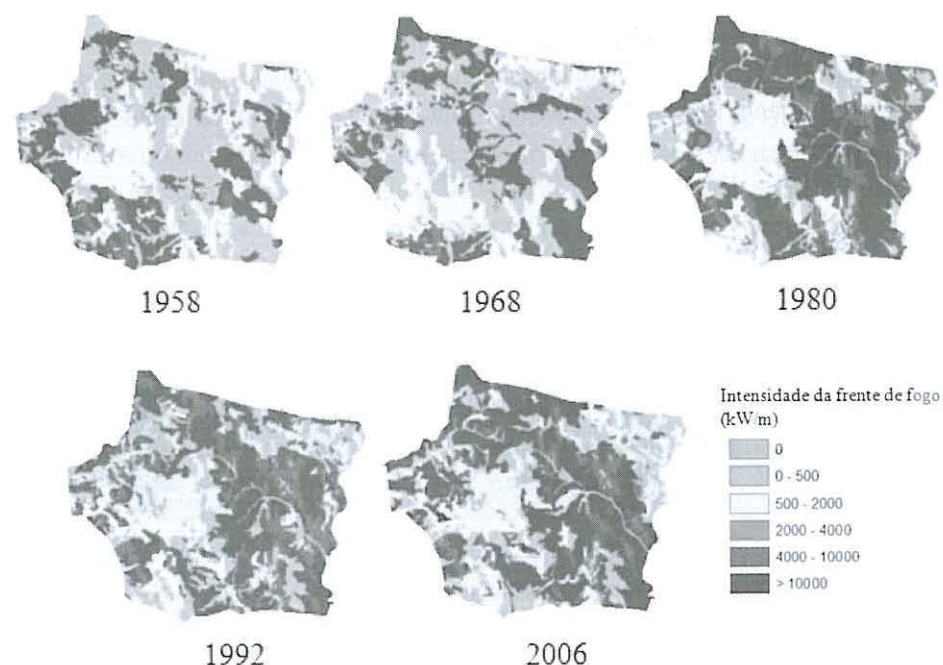 1958
1968
1980
1992
2006
Intensidade da frente de fogo
(kW/m)
0
0 - 500
500 - 2000
2000 - 4000
4000 - 10000
> 10000